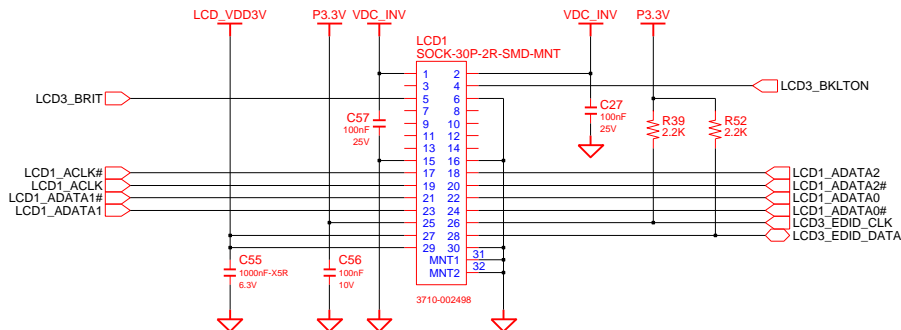 LCD_VDD3V P3.3V VDC_INV VDC_INV P3.3V
LCD1
SOCK-30P-2R-SMD-MNT
1 2
3 4 LCD3_BKLTON
LCD3_BRIT 5 6
7 8
9 10
11 12
13 14
15 16
C57
100nF
25V
C27
100nF
25V
R39
2.2K
R52
2.2K
LCD1_ACLK# 17 18 LCD1_ADATA2
LCD1_ACLK 19 20 LCD1_ADATA2#
LCD1_ADATA1# 21 22 LCD1_ADATA0
LCD1_ADATA1 23 24 LCD1_ADATA0#
25 26 LCD3_EDID_CLK
27 28 LCD3_EDID_DATA
29 30
MNT1 31
MNT2 32
C55
1000nF-X5R
6.3V
C56
100nF
10V
3710-002498